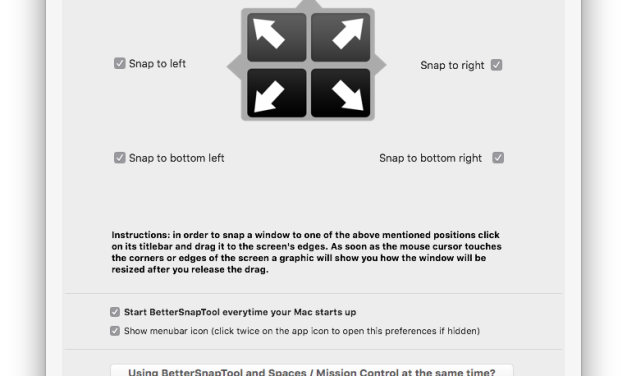 Snap to left
Snap to right
Snap to bottom left
Snap to bottom right
Instructions: in order to snap a window to one of the above mentioned positions click
on its titlebar and drag it to the screen's edges. As soon as the mouse cursor touches
the corners or edges of the screen a graphic will show you how the window will be
resized after you release the drag.
Start BetterSnapTool everytime your Mac starts up
Show menubar icon (click twice on the app icon to open this preferences if hidden)
Using BetterSnapTool and Spaces / Mission Control at the same time?